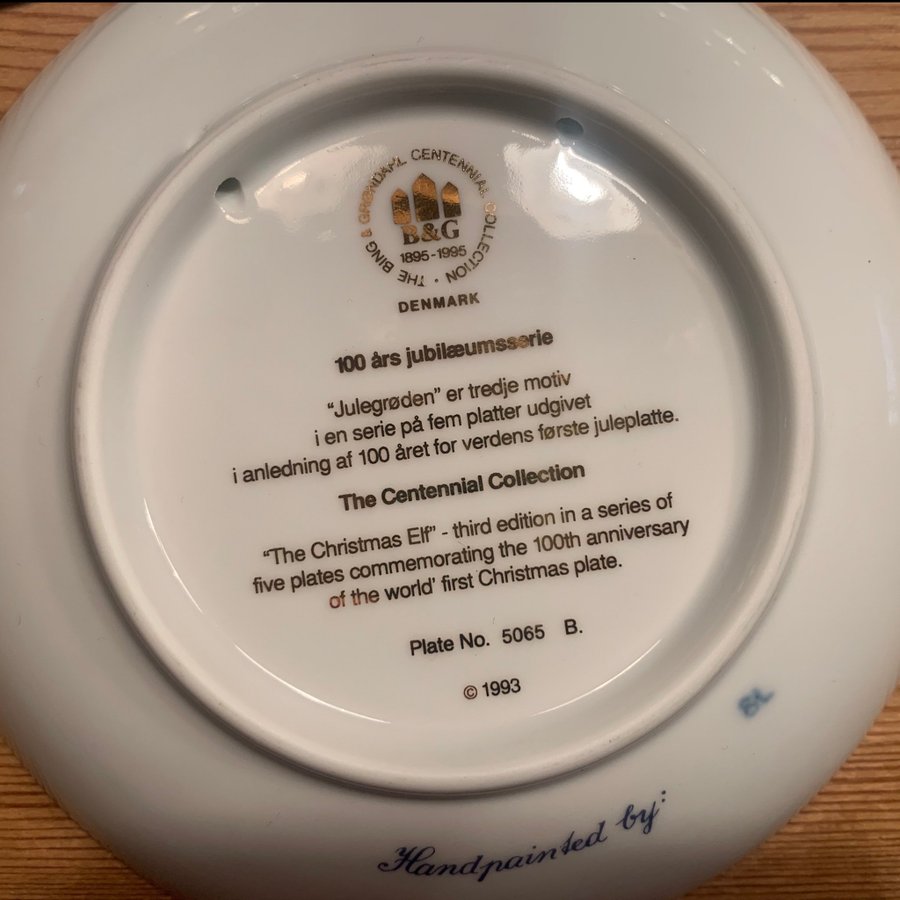 THE BING & GRØNDAHL CENTENNIAL COLLECTION ·
B&G
1895-1995
DENMARK
100 års jubilæumsserie
“Julegrøden” er tredje motiv
i en serie på fem platter udgivet
i anledning af 100 året for verdens første juleplatte.
The Centennial Collection
“The Christmas Elf” - third edition in a series of
five plates commemorating the 100th anniversary
of the world' first Christmas plate.
Plate No. 5065 B.
© 1993
Handpainted by: